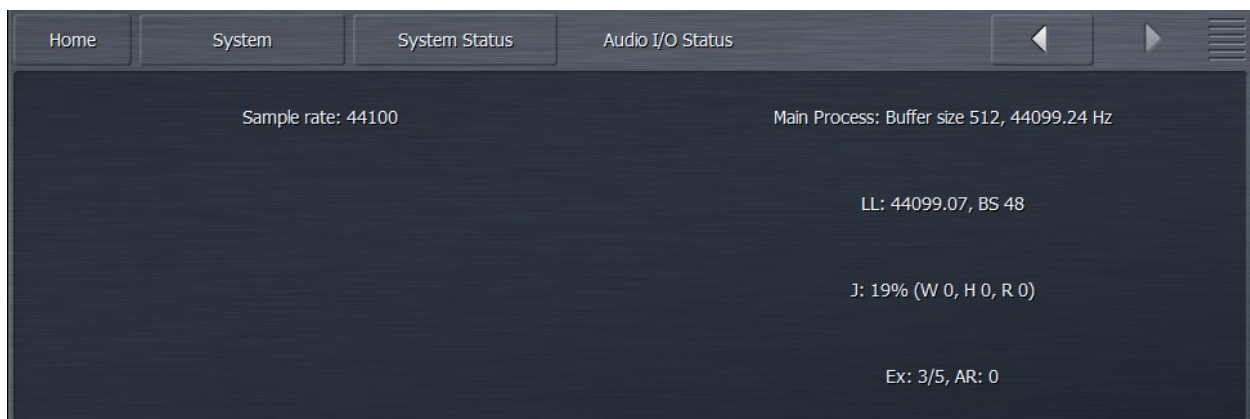 Home System System Status Audio I/O Status
Sample rate: 44100 Main Process: Buffer size 512, 44099.24 Hz
LL: 44099.07, BS 48
J: 19% (W 0, H 0, R 0)
Ex: 3/5, AR: 0